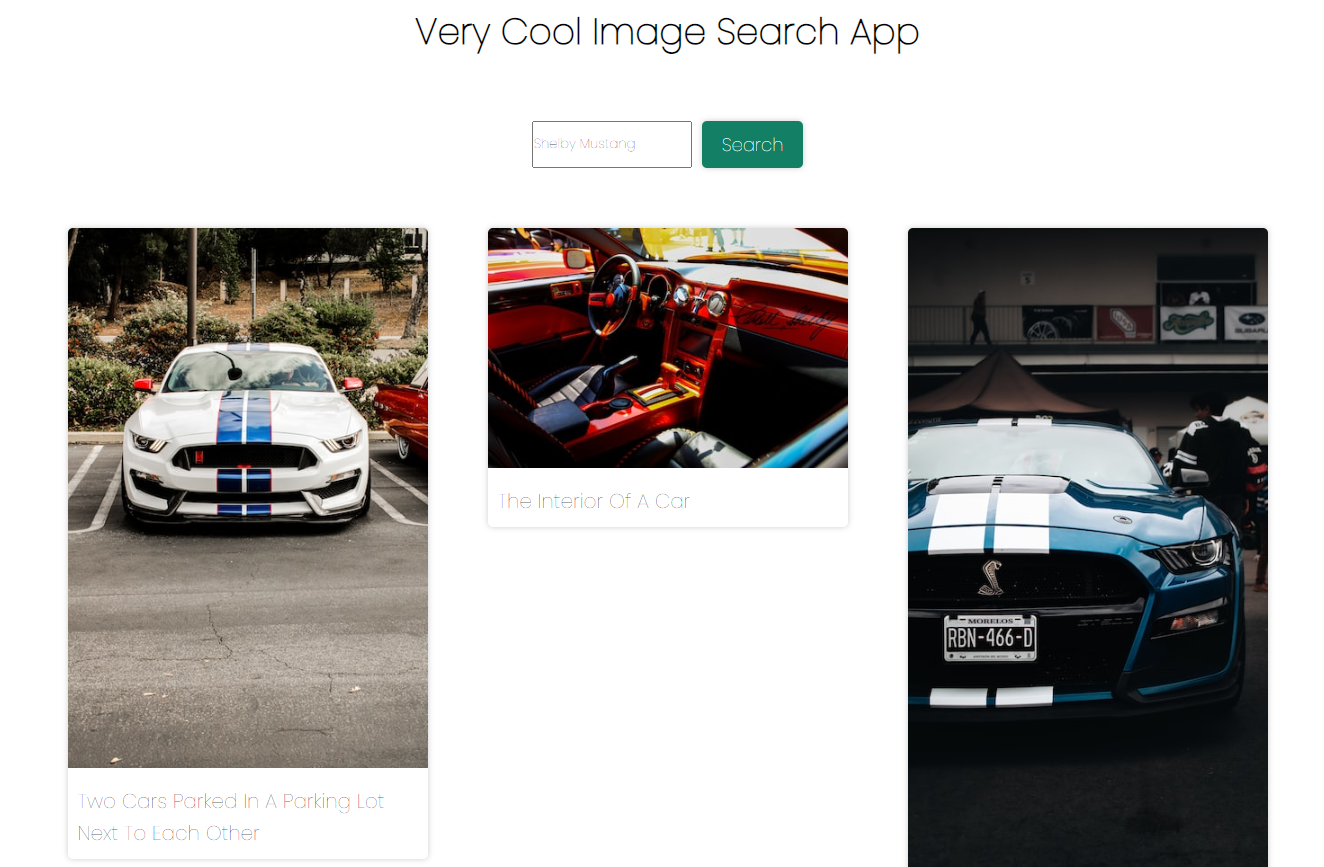 Very Cool Image Search App
Shelby Mustang
Search
SUBARU
The Interior Of A Car
MORELOS
RBN-466-D
Two Cars Parked In A Parking Lot
Next To Each Other